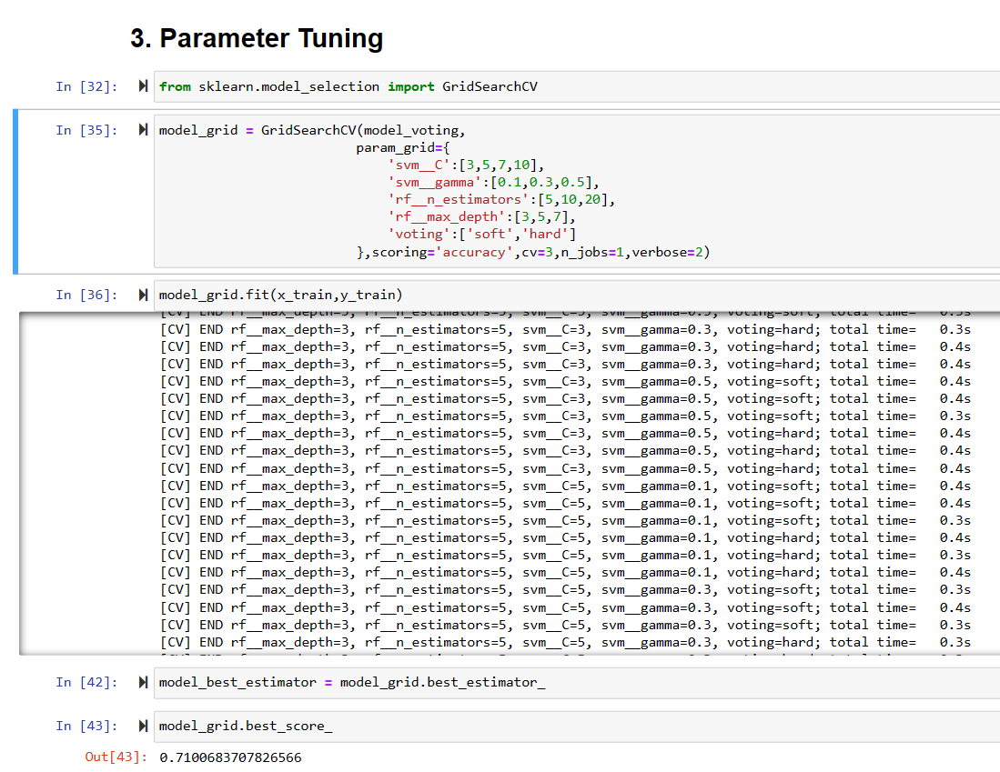 3. Parameter Tuning
In [32]: from sklearn.model_selection import GridSearchCV
In [35]: model_grid = GridSearchCV(model_voting,
param_grid={
'svm__C':[3,5,7,10],
'svm__gamma':[0.1,0.3,0.5],
'rf__n_estimators':[5,10,20],
'rf__max_depth':[3,5,7],
'voting':['soft','hard']
},scoring='accuracy',cv=3,n_jobs=1,verbose=2)
In [36]: model_grid.fit(x_train,y_train)
[CV] END rf__max_depth=3, rf__n_estimators=5, svm__C=3, svm__gamma=0.3, voting=soft; total time=   0.3s
[CV] END rf__max_depth=3, rf__n_estimators=5, svm__C=3, svm__gamma=0.3, voting=hard; total time=   0.3s
[CV] END rf__max_depth=3, rf__n_estimators=5, svm__C=3, svm__gamma=0.3, voting=hard; total time=   0.4s
[CV] END rf__max_depth=3, rf__n_estimators=5, svm__C=3, svm__gamma=0.3, voting=hard; total time=   0.4s
[CV] END rf__max_depth=3, rf__n_estimators=5, svm__C=3, svm__gamma=0.5, voting=soft; total time=   0.4s
[CV] END rf__max_depth=3, rf__n_estimators=5, svm__C=3, svm__gamma=0.5, voting=soft; total time=   0.4s
[CV] END rf__max_depth=3, rf__n_estimators=5, svm__C=3, svm__gamma=0.5, voting=soft; total time=   0.3s
[CV] END rf__max_depth=3, rf__n_estimators=5, svm__C=3, svm__gamma=0.5, voting=hard; total time=   0.4s
[CV] END rf__max_depth=3, rf__n_estimators=5, svm__C=3, svm__gamma=0.5, voting=hard; total time=   0.4s
[CV] END rf__max_depth=3, rf__n_estimators=5, svm__C=3, svm__gamma=0.5, voting=hard; total time=   0.4s
[CV] END rf__max_depth=3, rf__n_estimators=5, svm__C=5, svm__gamma=0.1, voting=soft; total time=   0.4s
[CV] END rf__max_depth=3, rf__n_estimators=5, svm__C=5, svm__gamma=0.1, voting=soft; total time=   0.4s
[CV] END rf__max_depth=3, rf__n_estimators=5, svm__C=5, svm__gamma=0.1, voting=soft; total time=   0.3s
[CV] END rf__max_depth=3, rf__n_estimators=5, svm__C=5, svm__gamma=0.1, voting=hard; total time=   0.4s
[CV] END rf__max_depth=3, rf__n_estimators=5, svm__C=5, svm__gamma=0.1, voting=hard; total time=   0.3s
[CV] END rf__max_depth=3, rf__n_estimators=5, svm__C=5, svm__gamma=0.1, voting=hard; total time=   0.4s
[CV] END rf__max_depth=3, rf__n_estimators=5, svm__C=5, svm__gamma=0.3, voting=soft; total time=   0.3s
[CV] END rf__max_depth=3, rf__n_estimators=5, svm__C=5, svm__gamma=0.3, voting=soft; total time=   0.4s
[CV] END rf__max_depth=3, rf__n_estimators=5, svm__C=5, svm__gamma=0.3, voting=soft; total time=   0.3s
[CV] END rf__max_depth=3, rf__n_estimators=5, svm__C=5, svm__gamma=0.3, voting=hard; total time=   0.3s
In [42]: model_best_estimator = model_grid.best_estimator_
In [43]: model_grid.best_score_
Out[43]: 0.7100683707826566